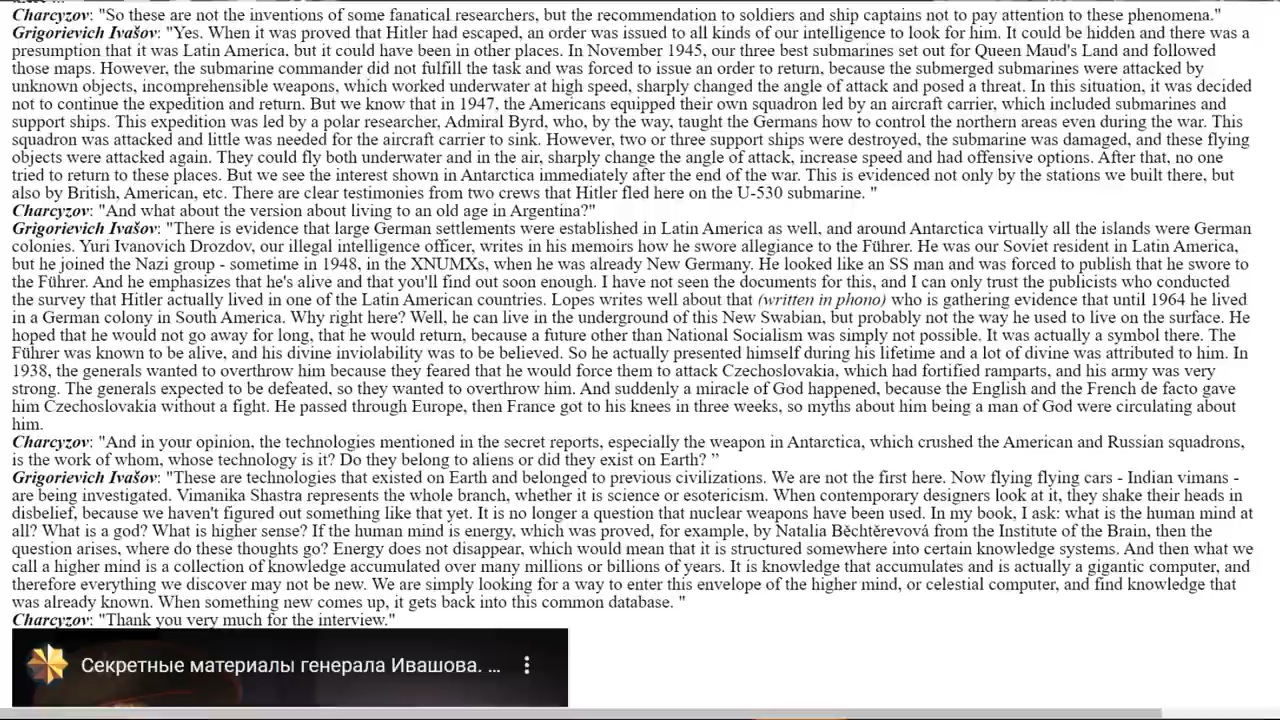 Charcyzov: "So these are not the inventions of some fanatical researchers, but the recommendation to soldiers and ship captains not to pay attention to these phenomena."
Grigorievich Ivašov: "Yes. When it was proved that Hitler had escaped, an order was issued to all kinds of our intelligence to look for him. It could be hidden and there was a
presumption that it was Latin America, but it could have been in other places. In November 1945, our three best submarines set out for Queen Maud's Land and followed
those maps. However, the submarine commander did not fulfill the task and was forced to issue an order to return, because the submerged submarines were attacked by
unknown objects, incomprehensible weapons, which worked underwater at high speed, sharply changed the angle of attack and posed a threat. In this situation, it was decided
not to continue the expedition and return. But we know that in 1947, the Americans equipped their own squadron led by an aircraft carrier, which included submarines and
support ships. This expedition was led by a polar researcher, Admiral Byrd, who, by the way, taught the Germans how to control the northern areas even during the war. This
squadron was attacked and little was needed for the aircraft carrier to sink. However, two or three support ships were destroyed, the submarine was damaged, and these flying
objects were attacked again. They could fly both underwater and in the air, sharply change the angle of attack, increase speed and had offensive options. After that, no one
tried to return to these places. But we see the interest shown in Antarctica immediately after the end of the war. This is evidenced not only by the stations we built there, but
also by British, American, etc. There are clear testimonies from two crews that Hitler fled here on the U-530 submarine. "
Charcyzov: "And what about the version about living to an old age in Argentina?"
Grigorievich Ivašov: "There is evidence that large German settlements were established in Latin America as well, and around Antarctica virtually all the islands were German
colonies. Yuri Ivanovich Drozdov, our illegal intelligence officer, writes in his memoirs how he swore allegiance to the Führer. He was our Soviet resident in Latin America,
but he joined the Nazi group - sometime in 1948, in the XNUMXs, when he was already New Germany. He looked like an SS man and was forced to publish that he swore to
the Führer. And he emphasizes that he's alive and that you'll find out soon enough. I have not seen the documents for this, and I can only trust the publicists who conducted
the survey that Hitler actually lived in one of the Latin American countries. Lopes writes well about that (written in phono) who is gathering evidence that until 1964 he lived
in a German colony in South America. Why right here? Well, he can live in the underground of this New Swabian, but probably not the way he used to live on the surface. He
hoped that he would not go away for long, that he would return, because a future other than National Socialism was simply not possible. It was actually a symbol there. The
Führer was known to be alive, and his divine inviolability was to be believed. So he actually presented himself during his lifetime and a lot of divine was attributed to him. In
1938, the generals wanted to overthrow him because they feared that he would force them to attack Czechoslovakia, which had fortified ramparts, and his army was very
strong. The generals expected to be defeated, so they wanted to overthrow him. And suddenly a miracle of God happened, because the English and the French de facto gave
him Czechoslovakia without a fight. He passed through Europe, then France got to his knees in three weeks, so myths about him being a man of God were circulating about
him.
Charcyzov: "And in your opinion, the technologies mentioned in the secret reports, especially the weapon in Antarctica, which crushed the American and Russian squadrons,
is the work of whom, whose technology is it? Do they belong to aliens or did they exist on Earth? ”
Grigorievich Ivašov: "These are technologies that existed on Earth and belonged to previous civilizations. We are not the first here. Now flying flying cars - Indian vimans -
are being investigated. Vimanika Shastra represents the whole branch, whether it is science or esotericism. When contemporary designers look at it, they shake their heads in
disbelief, because we haven't figured out something like that yet. It is no longer a question that nuclear weapons have been used. In my book, I ask: what is the human mind at
all? What is a god? What is higher sense? If the human mind is energy, which was proved, for example, by Natalia Běchtěrevová from the Institute of the Brain, then the
question arises, where do these thoughts go? Energy does not disappear, which would mean that it is structured somewhere into certain knowledge systems. And then what we
call a higher mind is a collection of knowledge accumulated over many millions or billions of years. It is knowledge that accumulates and is actually a gigantic computer, and
therefore everything we discover may not be new. We are simply looking for a way to enter this envelope of the higher mind, or celestial computer, and find knowledge that
was already known. When something new comes up, it gets back into this common database. "
Charcyzov: "Thank you very much for the interview."
Секретные материалы генерала Ивашова. ...